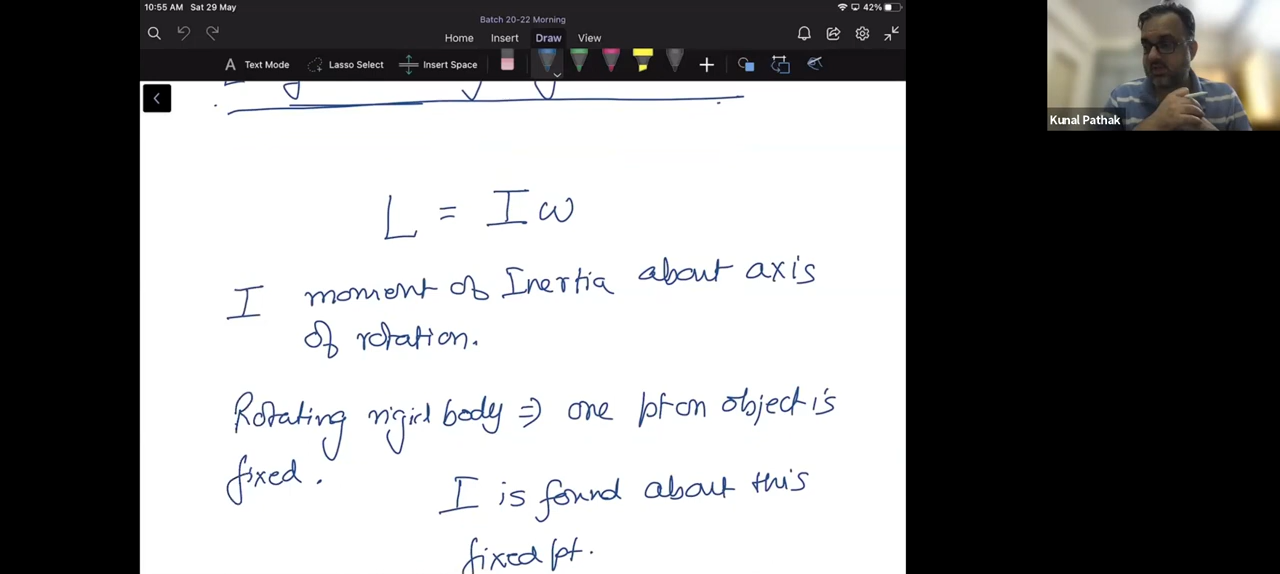 10:55 AM Sat 29 May
42%
Batch 20-22 Morning
Home Insert Draw View
A Text Mode Lasso Select Insert Space
Kunal Pathak
L = Iω
I moment of Inertia about axis
of rotation.
Rotating rigid body ⇒ one pt on object is
fixed.
I is found about this
fixed pt.